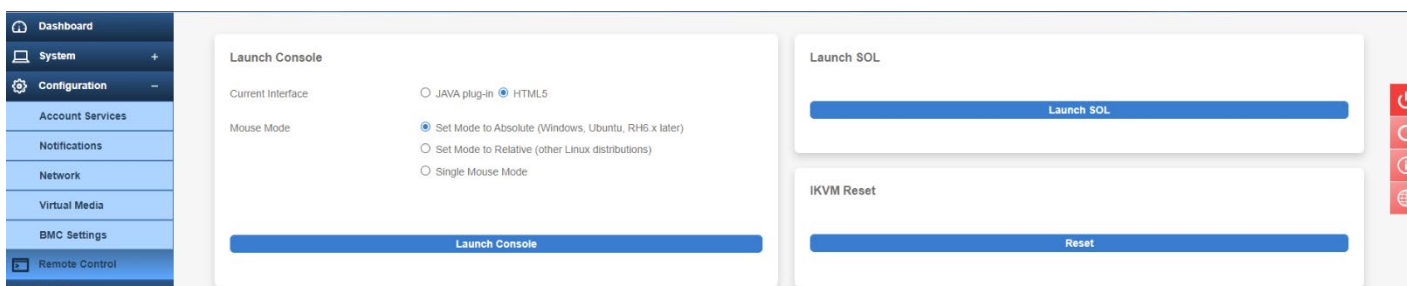 Dashboard
System +
Configuration −
Account Services
Notifications
Network
Virtual Media
BMC Settings
Remote Control
Launch Console
Current Interface JAVA plug-in HTML5
Mouse Mode Set Mode to Absolute (Windows, Ubuntu, RH6.x later)
Set Mode to Relative (other Linux distributions)
Single Mouse Mode
Launch Console
Launch SOL
Launch SOL
IKVM Reset
Reset